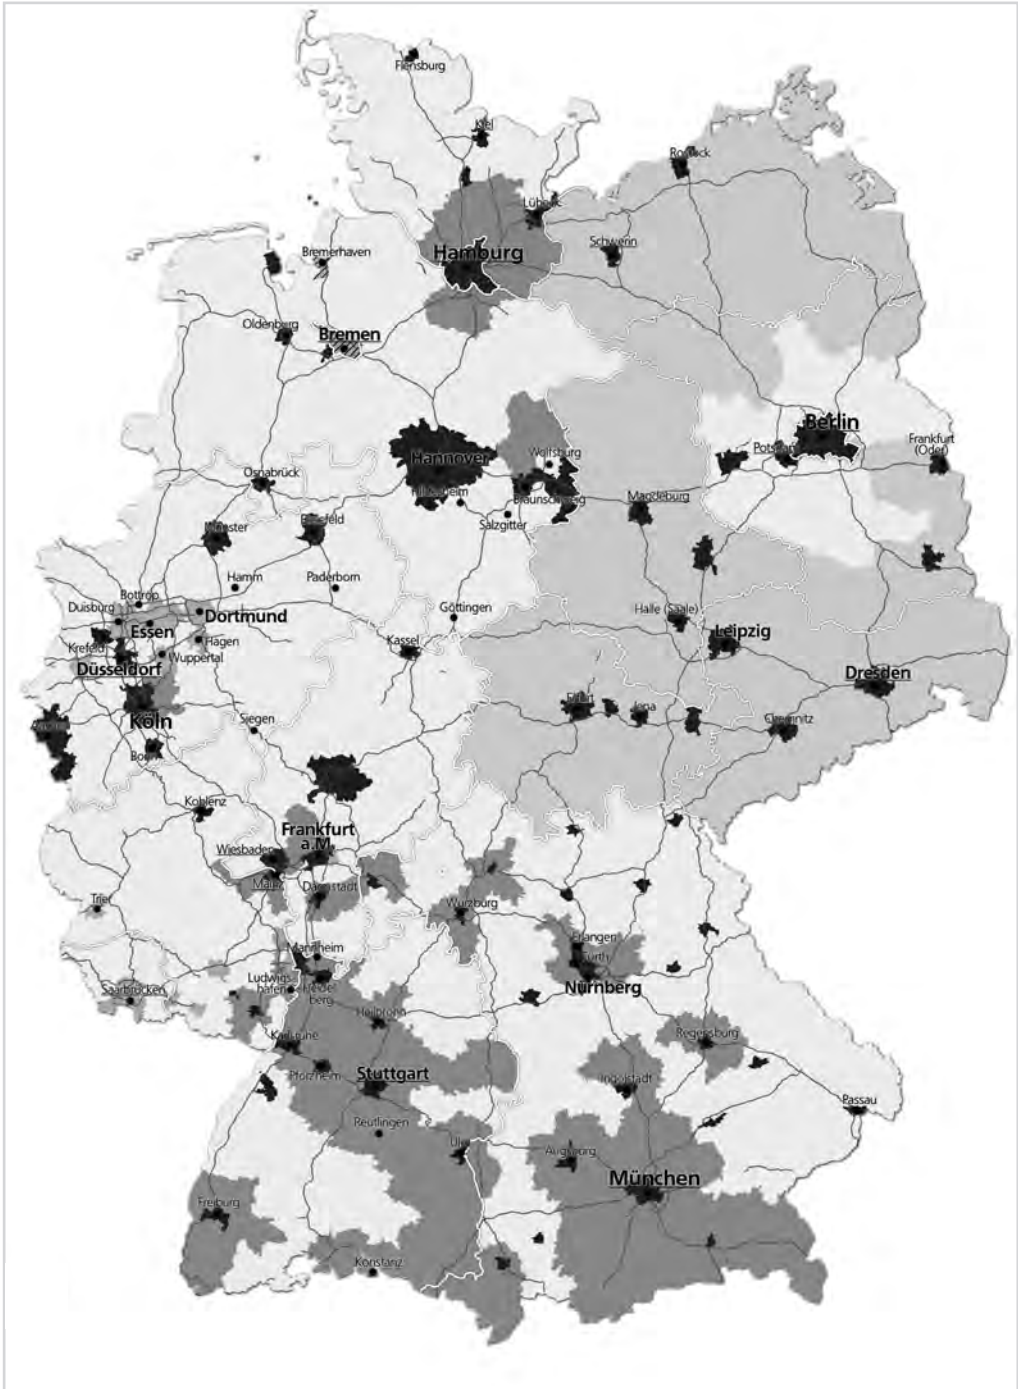 Flensburg
Kiel
Rostock
Lübeck
Schwerin
Hamburg
Bremerhaven
Oldenburg
Bremen
Berlin
Potsdam
Frankfurt
(Oder)
Hannover
Wolfsburg
Osnabrück
Hildesheim
Braunschweig
Magdeburg
Salzgitter
Münster
Bielefeld
Hamm
Paderborn
Bottrop
Duisburg
Dortmund
Göttingen
Halle (Saale)
Essen
Leipzig
Krefeld
Hagen
Kassel
Wuppertal
Düsseldorf
Dresden
Erfurt
Jena
Köln
Siegen
Chemnitz
Aachen
Bonn
Koblenz
Frankfurt
a.M.
Wiesbaden
Mainz
Darmstadt
Trier
Würzburg
Mannheim
Erlangen
Fürth
Ludwigs-
hafen
Heidel
berg
Nürnberg
Saarbrücken
Heilbronn
Karlsruhe
Regensburg
Pforzheim
Stuttgart
Ingolstadt
Passau
Reutlingen
Ulm
Augsburg
München
Freiburg
Konstanz